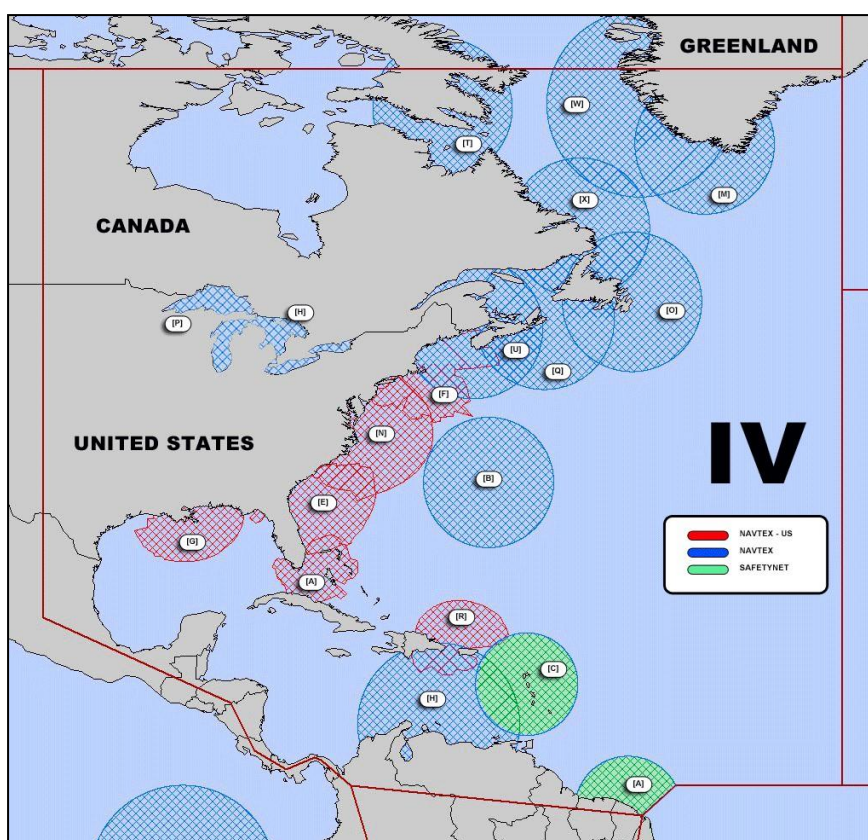 GREENLAND
[W]
[T]
[M]
[X]
CANADA
[P]
[H]
[O]
[U]
[Q]
[F]
[N]
UNITED STATES
IV
[B]
[E]
[G]
NAVTEX - US
NAVTEX
SAFETYNET
[A]
[R]
[C]
[H]
[A]